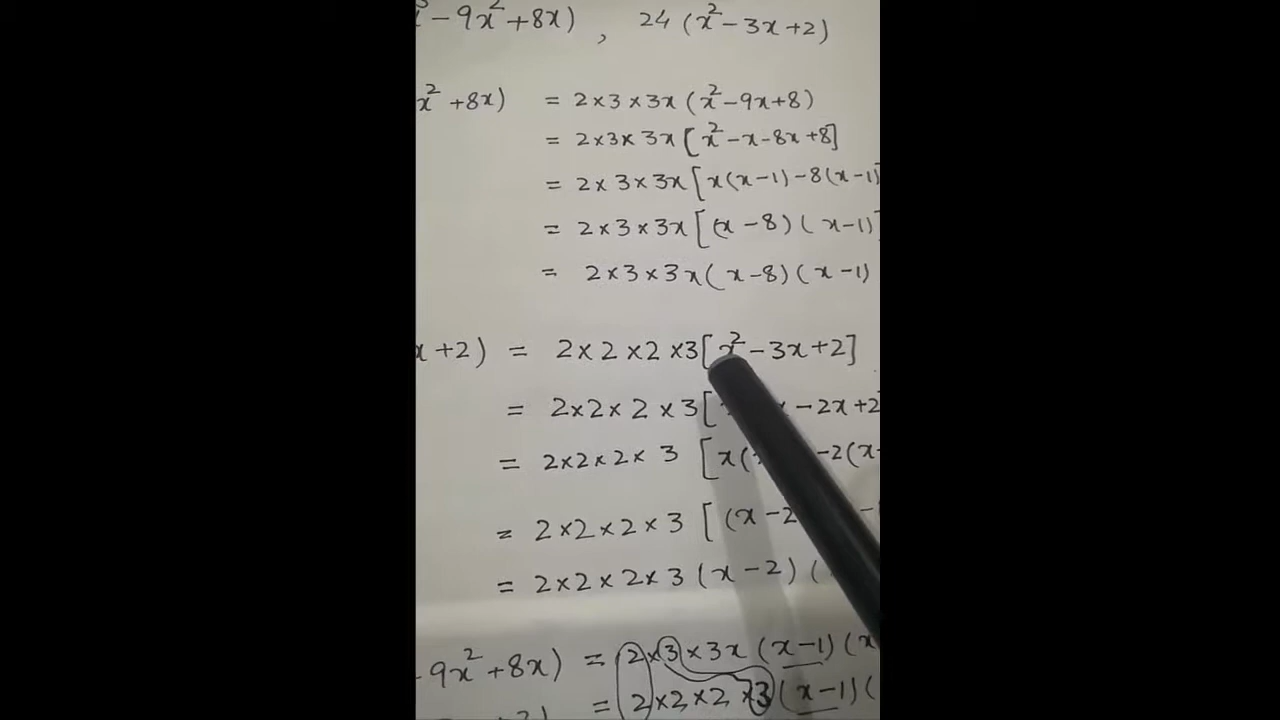 - 9x² + 8x) , 24 (x² - 3x + 2)
x² + 8x) = 2 × 3 × 3x (x² - 9x + 8)
= 2 × 3 × 3x [x² - x - 8x + 8]
= 2 × 3 × 3x [x(x - 1) - 8(x - 1)
= 2 × 3 × 3x [(x - 8) (x - 1)
= 2 × 3 × 3x (x - 8) (x - 1)
x + 2) = 2 × 2 × 2 × 3 [x² - 3x + 2]
= 2 × 2 × 2 × 3 [ - 2x + 2
= 2 × 2 × 2 × 3 [x( - 2(x
= 2 × 2 × 2 × 3 [(x - 2
= 2 × 2 × 2 × 3 (x - 2) (
- 9x² + 8x) = 2 × 3 × 3x (x - 1) (x
= 2 × 2 × 2 × 3 (x - 1) (